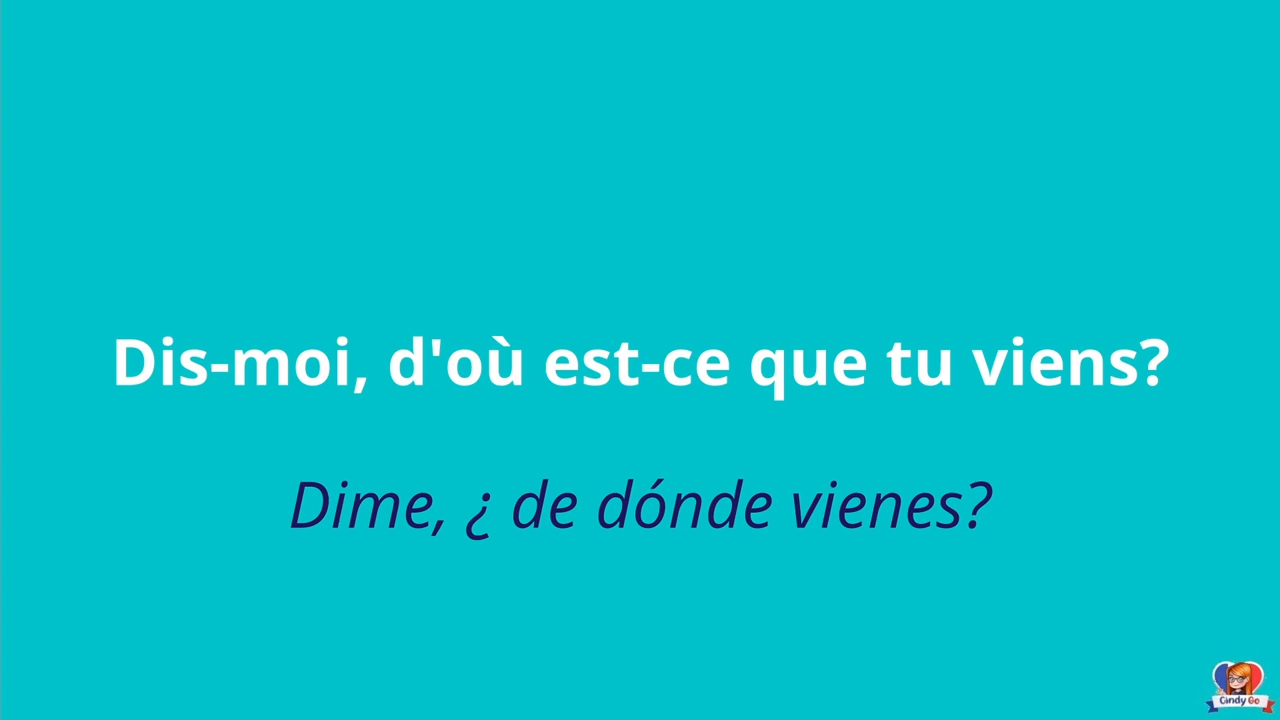 Dis-moi, d'où est-ce que tu viens?
Dime, ¿ de dónde vienes?
Cindy Go